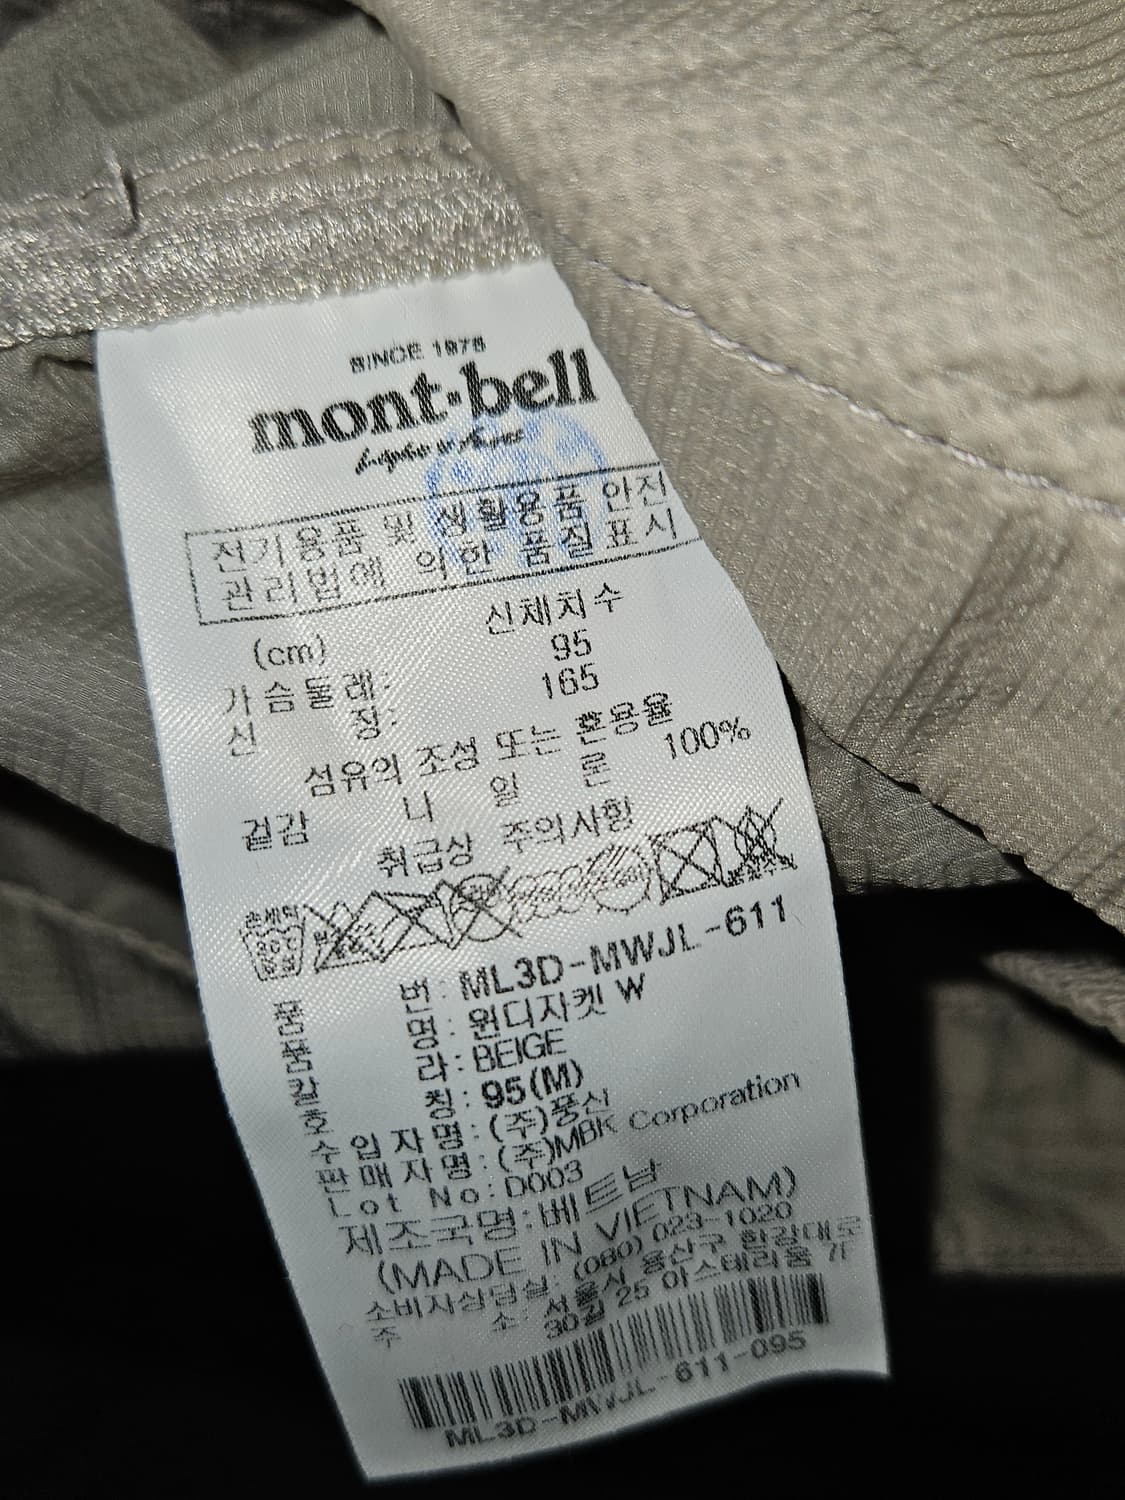 SINCE 1975
mont-bell
전기용품 및 생활용품 안전
관리법에 의한 품질표시
신체치수
(cm)
가슴둘레: 95
신 장: 165
섬유의 조성 또는 혼용율
겉감 나 일 론 100%
취급상 주의사항
손세탁
품 번 : ML3D-MWJL-611
품 명 : 윈디자켓 W
칼 라 : BEIGE
호 칭 : 95(M)
수 입 자 명 : (주)풍신
판 매 자 명 : (주)MBK Corporation
Lot No : D003
제조국명 : 베트남
(MADE IN VIETNAM)
소비자상담실: (080) 023-1020
주 소: 서울시 용산구 한강대로
30길 25 아스테리움 7F
ML3D-MWJL-611-095